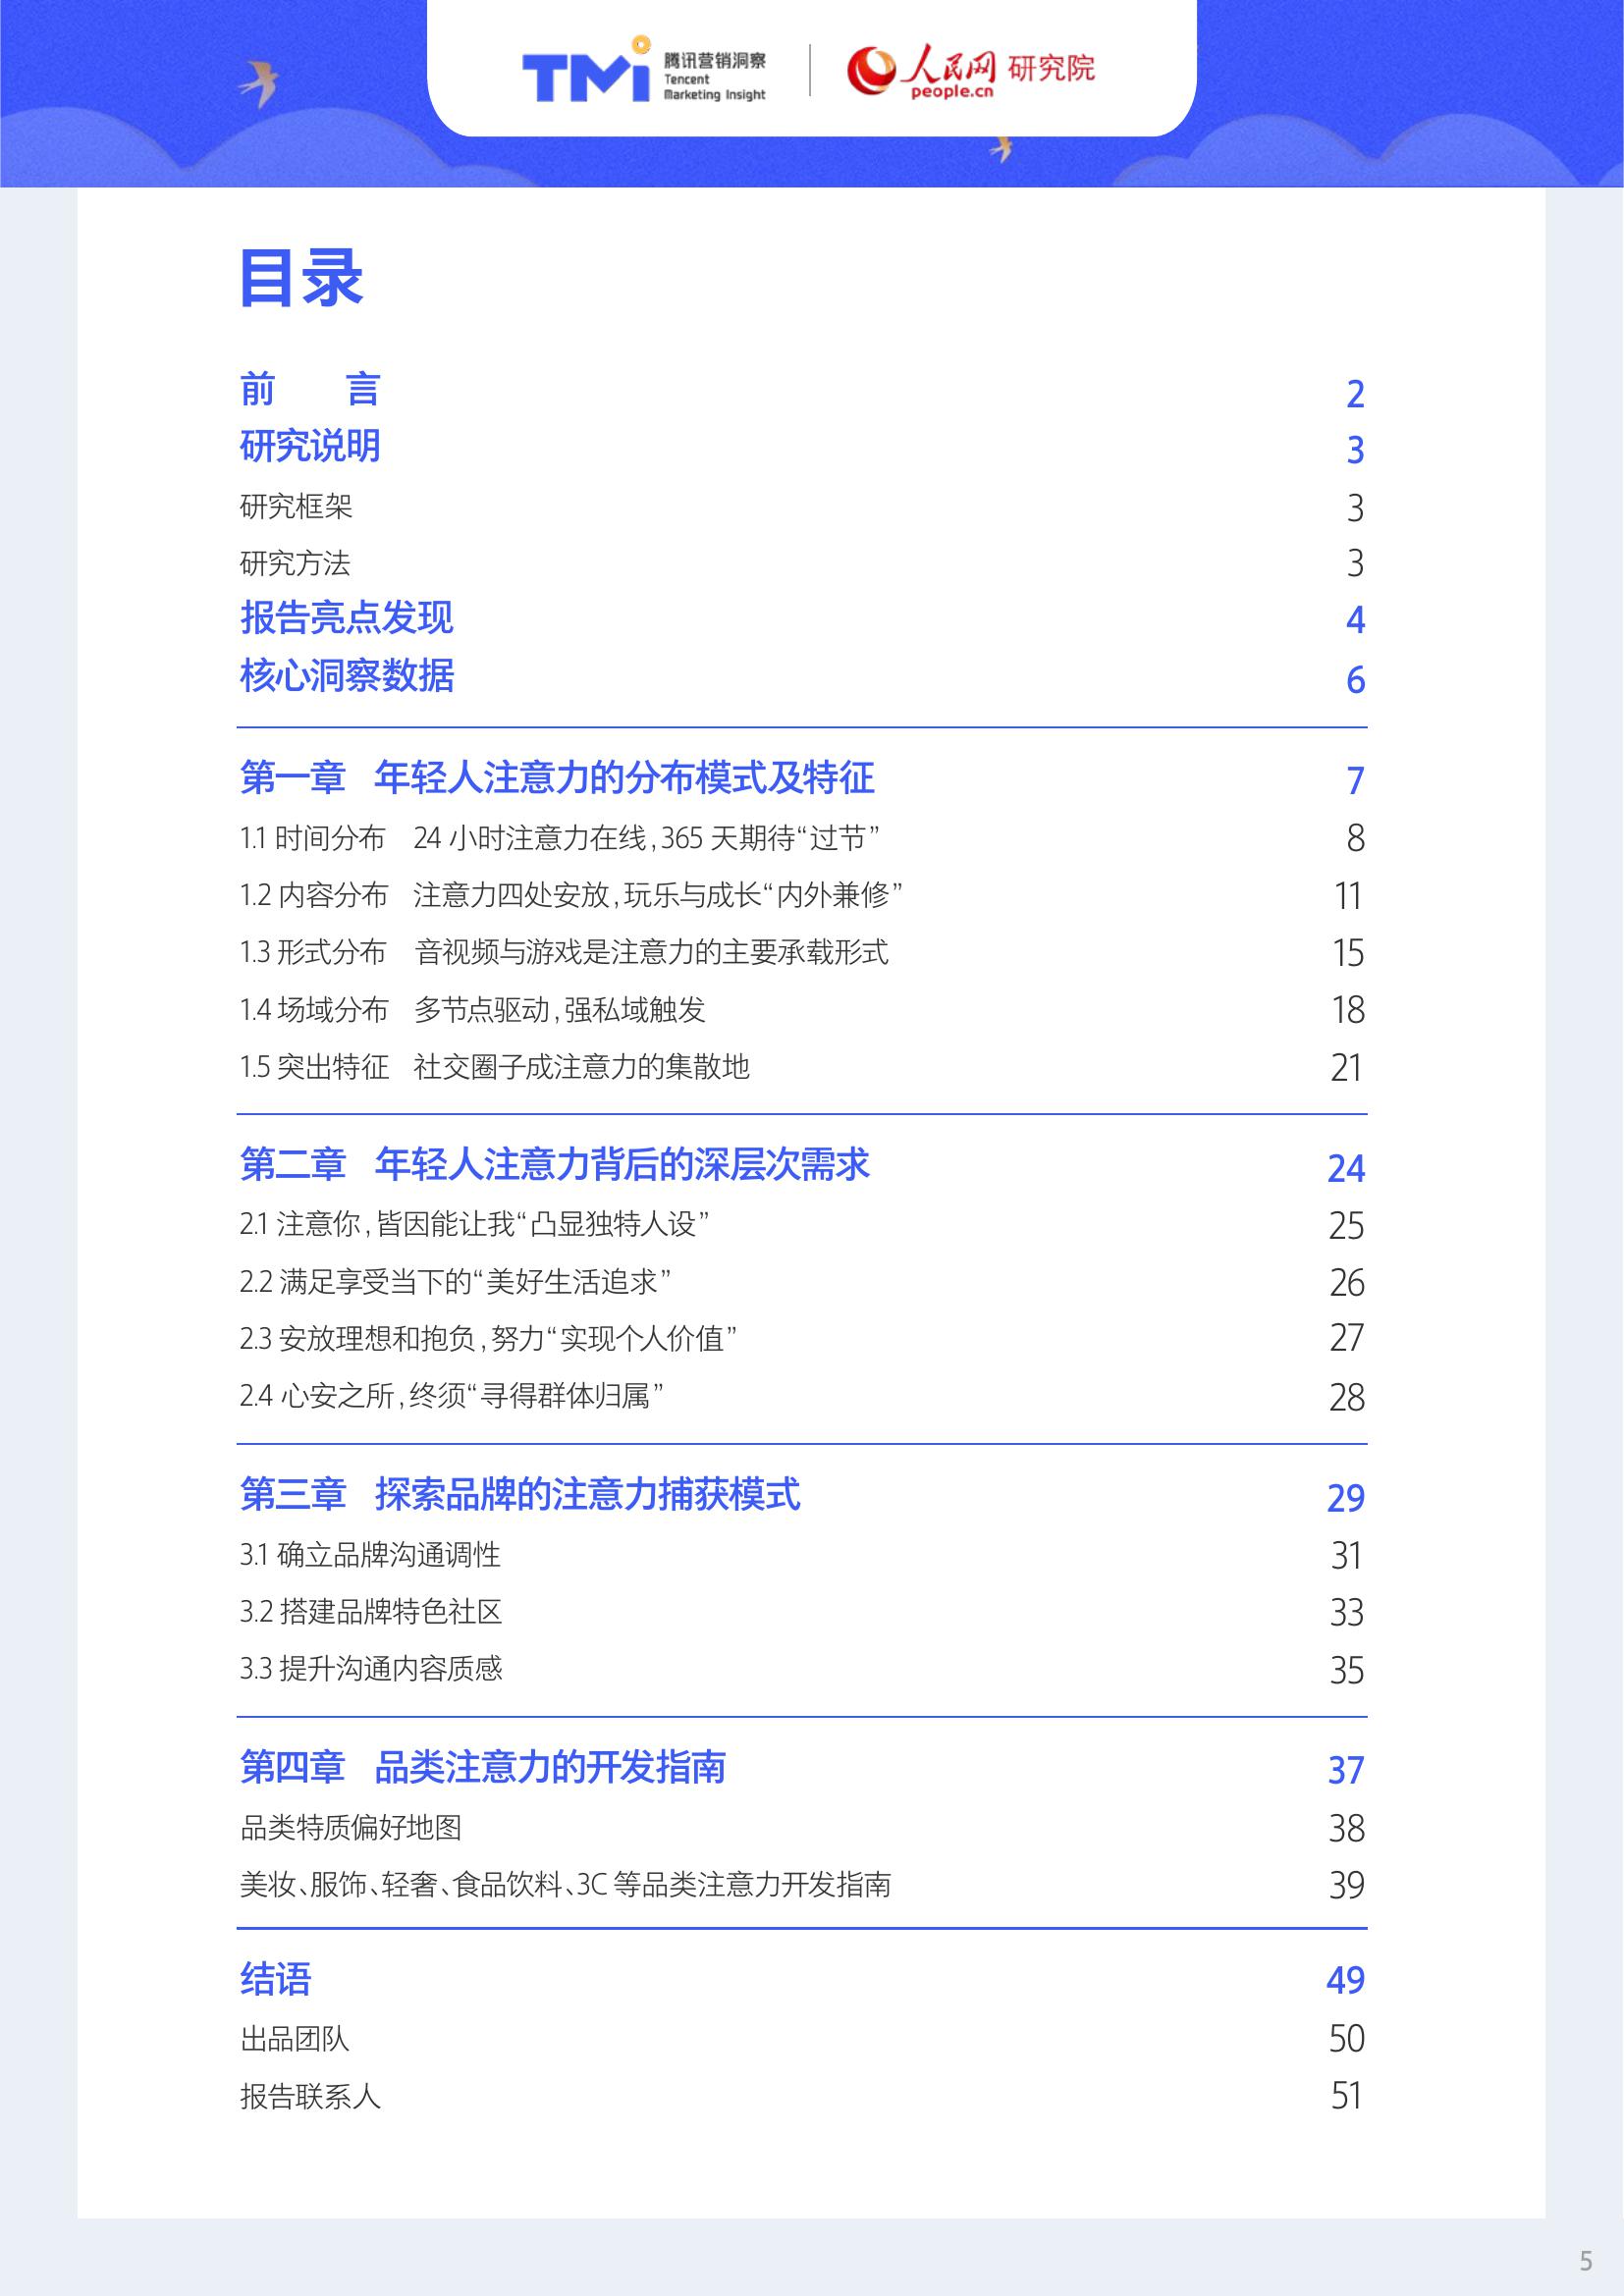 TMi 腾讯营销洞察
Tencent
Marketing Insight
人民网 研究院
people.cn
目录
前 言 2
研究说明 3
研究框架 3
研究方法 3
报告亮点发现 4
核心洞察数据 6
第一章 年轻人注意力的分布模式及特征 7
1.1 时间分布 24 小时注意力在线,365 天期待“过节” 8
1.2 内容分布 注意力四处安放,玩乐与成长“内外兼修” 11
1.3 形式分布 音视频与游戏是注意力的主要承载形式 15
1.4 场域分布 多节点驱动,强私域触发 18
1.5 突出特征 社交圈子成注意力的集散地 21
第二章 年轻人注意力背后的深层次需求 24
2.1 注意你,皆因能让我“凸显独特人设” 25
2.2 满足享受当下的“美好生活追求” 26
2.3 安放理想和抱负,努力“实现个人价值” 27
2.4 心安之所,终须“寻得群体归属” 28
第三章 探索品牌的注意力捕获模式 29
3.1 确立品牌沟通调性 31
3.2 搭建品牌特色社区 33
3.3 提升沟通内容质感 35
第四章 品类注意力的开发指南 37
品类特质偏好地图 38
美妆、服饰、轻奢、食品饮料、3C 等品类注意力开发指南 39
结语 49
出品团队 50
报告联系人 51
5